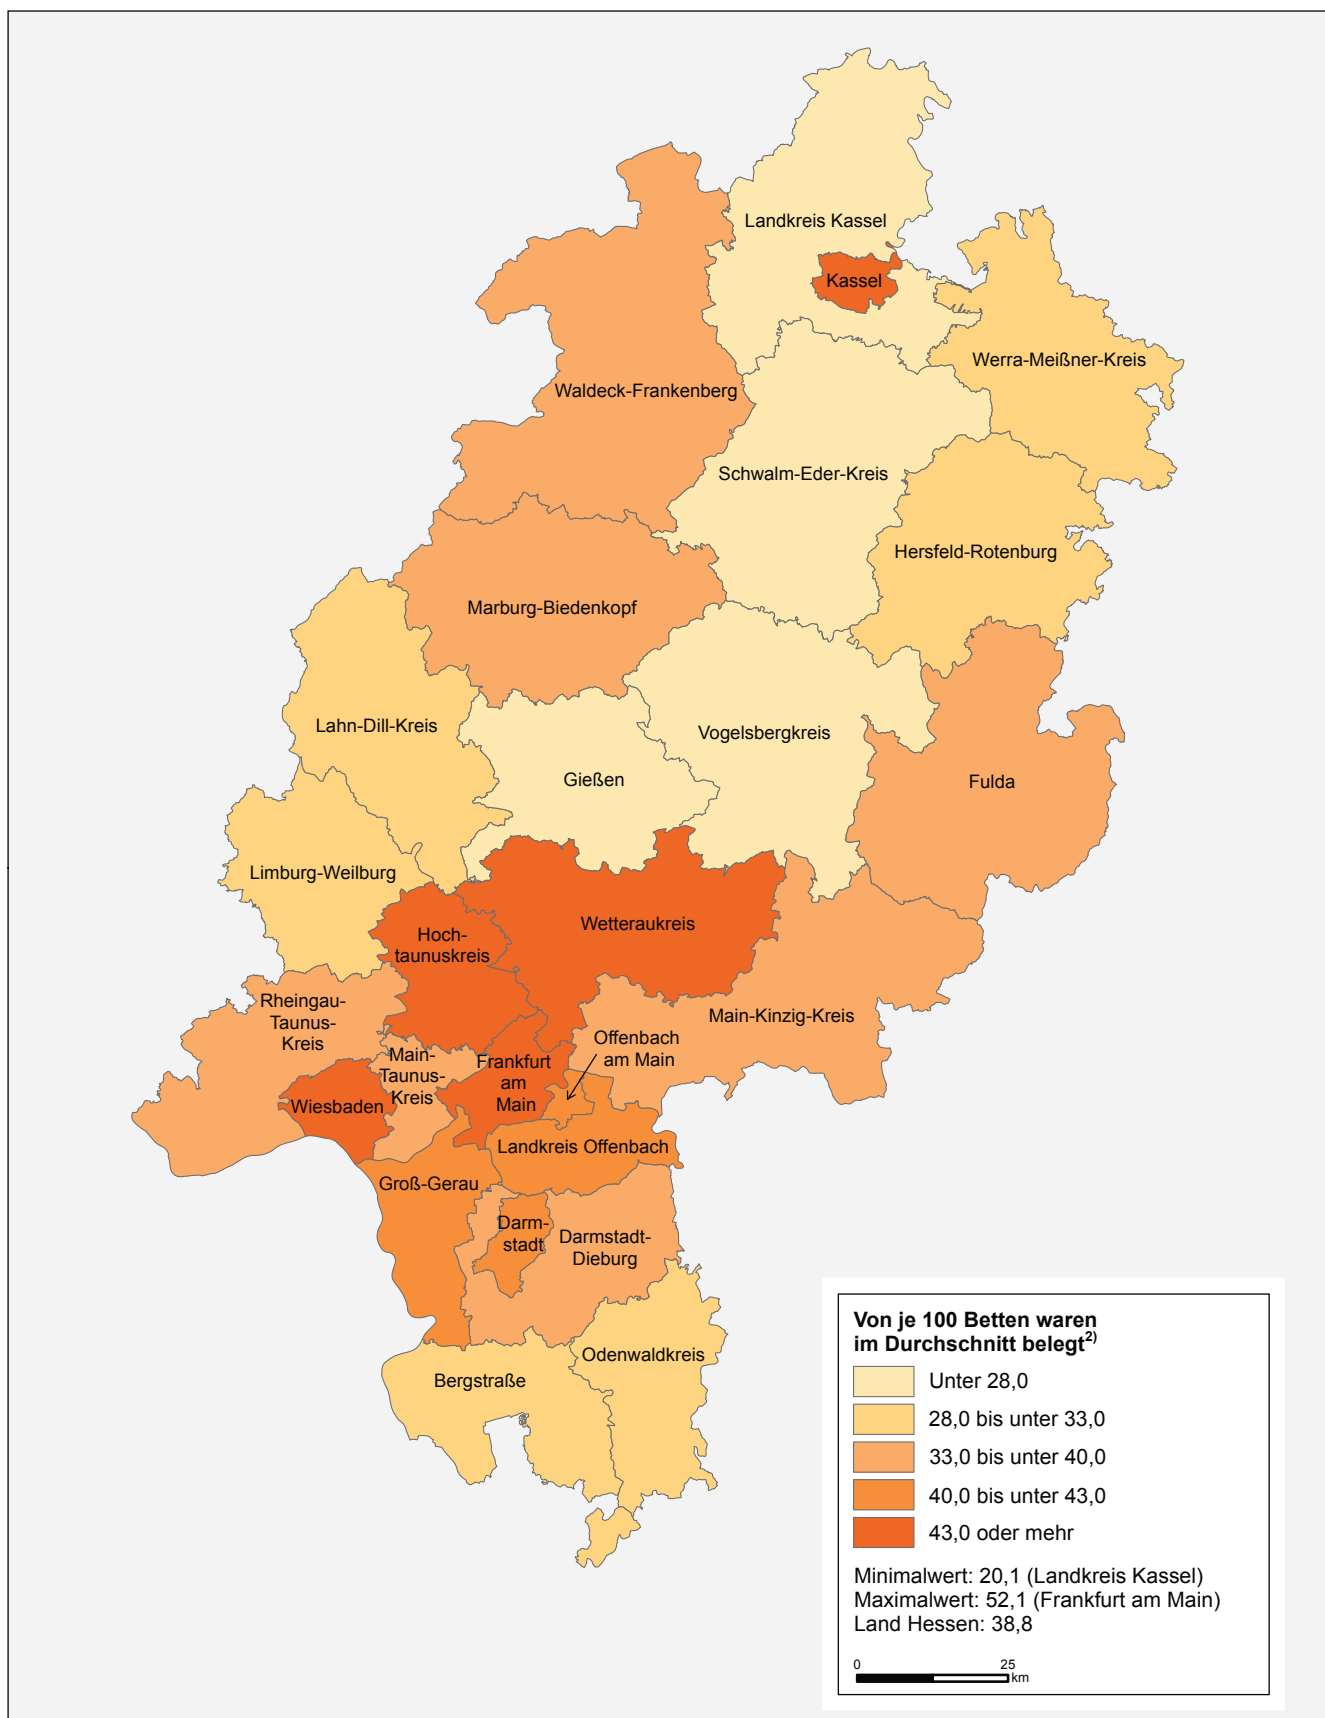 Landkreis Kassel
Kassel
Werra-Meißner-Kreis
Waldeck-Frankenberg
Schwalm-Eder-Kreis
Hersfeld-Rotenburg
Marburg-Biedenkopf
Lahn-Dill-Kreis
Vogelsbergkreis
Gießen
Fulda
Limburg-Weilburg
Wetteraukreis
Hoch-
taunuskreis
Rheingau-
Taunus-
Kreis
Main-Kinzig-Kreis
Offenbach
am Main
Main-
Taunus-
Kreis
Frankfurt
am
Main
Wiesbaden
Landkreis Offenbach
Groß-Gerau
Darm-
stadt
Darmstadt-
Dieburg
Odenwaldkreis
Bergstraße
Von je 100 Betten waren
im Durchschnitt belegt2)
Unter 28,0
28,0 bis unter 33,0
33,0 bis unter 40,0
40,0 bis unter 43,0
43,0 oder mehr
Minimalwert: 20,1 (Landkreis Kassel)
Maximalwert: 52,1 (Frankfurt am Main)
Land Hessen: 38,8
0 25
km